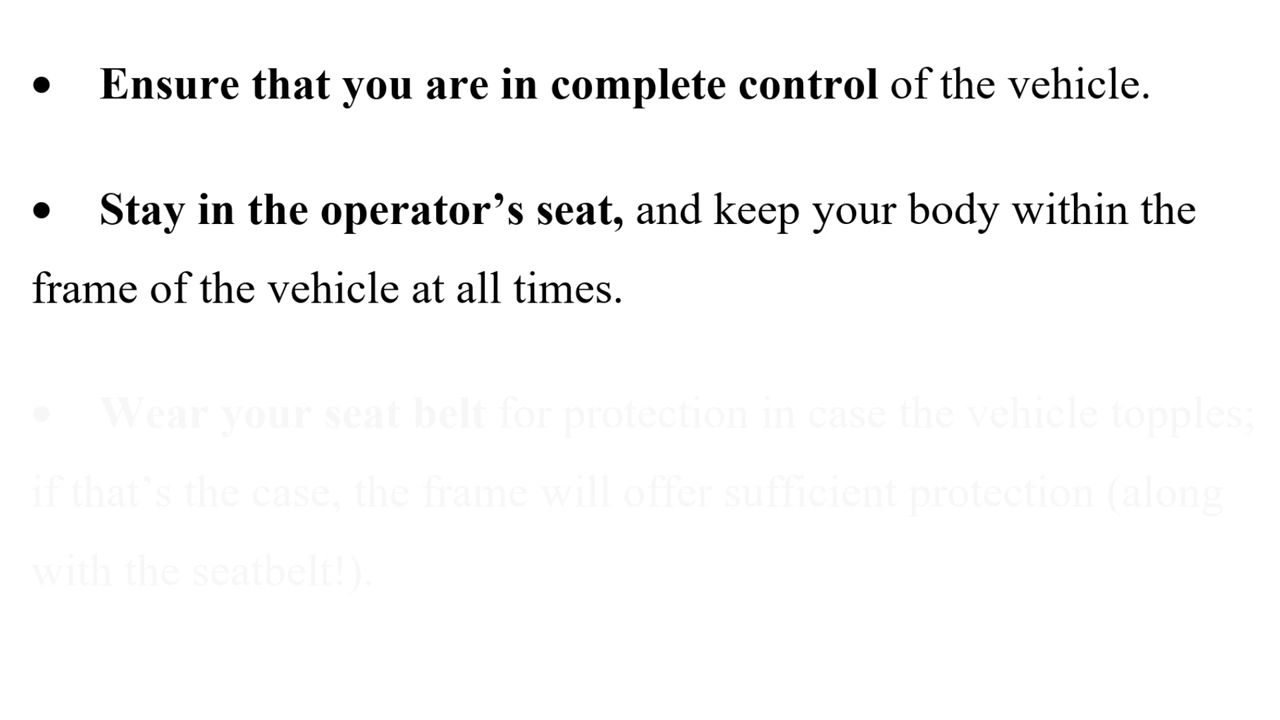 • Ensure that you are in complete control of the vehicle.
• Stay in the operator’s seat, and keep your body within the
frame of the vehicle at all times.
• Wear your seat belt for protection in case the vehicle topples;
if that’s the case, the frame will offer sufficient protection (along
with the seatbelt!).